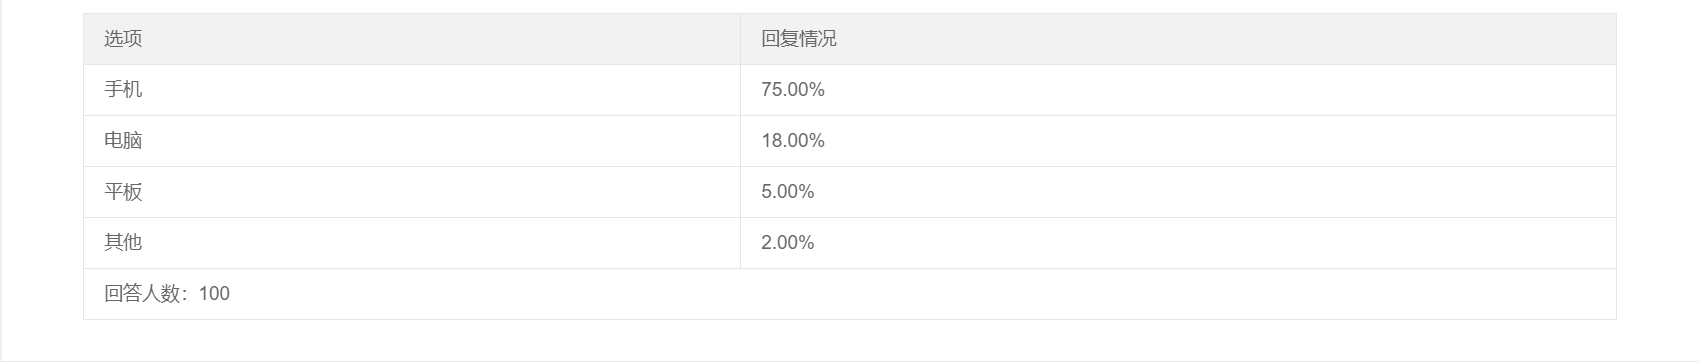 选项 回复情况
手机 75.00%
电脑 18.00%
平板 5.00%
其他 2.00%
回答人数：100